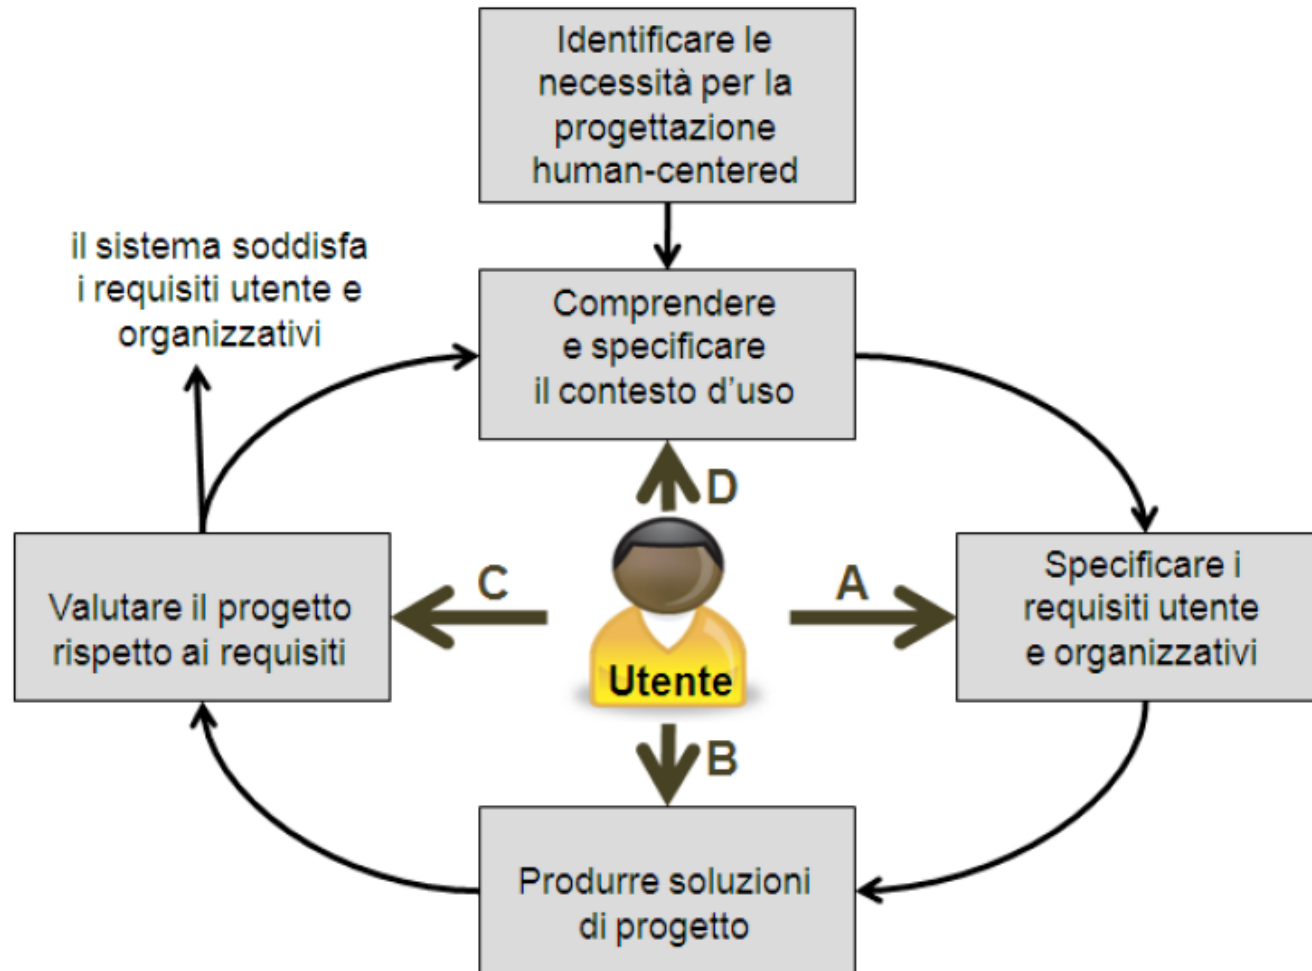 Identificare le
necessità per la
progettazione
human-centered
il sistema soddisfa
i requisiti utente e
organizzativi
Comprendere
e specificare
il contesto d'uso
D
C
A
Valutare il progetto
rispetto ai requisiti
Utente
Specificare i
requisiti utente
e organizzativi
B
Produrre soluzioni
di progetto